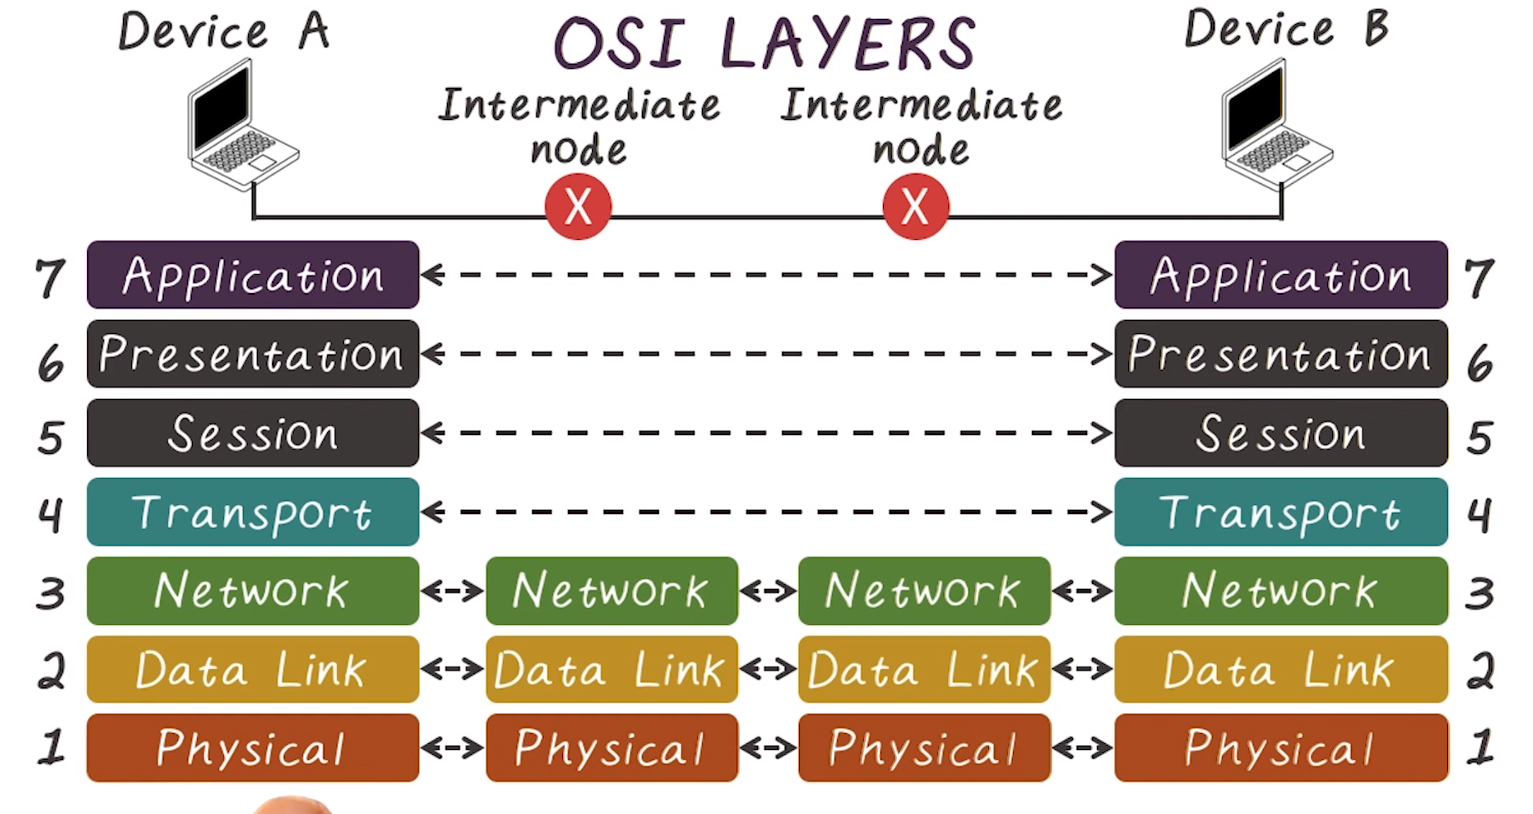 Device A
OSI LAYERS
Device B
Intermediate node
Intermediate node
X
X
7 Application Application 7
6 Presentation Presentation 6
5 Session Session 5
4 Transport Transport 4
3 Network Network Network Network 3
2 Data Link Data Link Data Link Data Link 2
1 Physical Physical Physical Physical 1